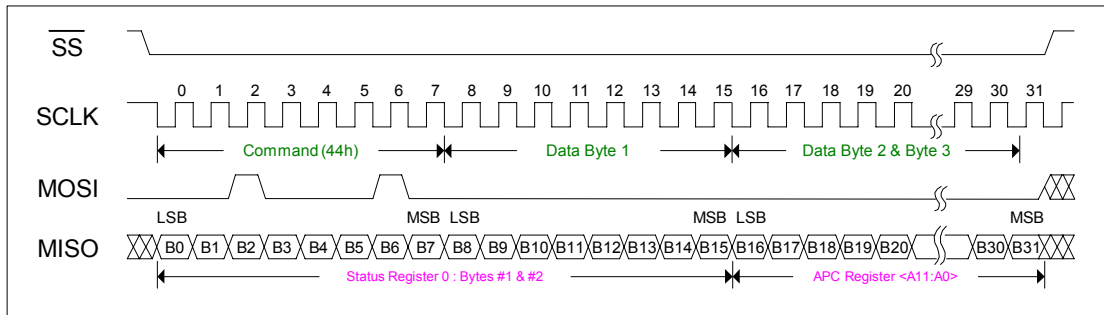 SS
0 1 2 3 4 5 6 7 8 9 10 11 12 13 14 15 16 17 18 19 20 29 30 31
SCLK
Command (44h) Data Byte 1 Data Byte 2 & Byte 3
MOSI
LSB MSB LSB MSB LSB MSB
MISO B0 B1 B2 B3 B4 B5 B6 B7 B8 B9 B10 B11 B12 B13 B14 B15 B16 B17 B18 B19 B20 B30 B31
Status Register 0 : Bytes #1 & #2 APC Register <A11:A0>